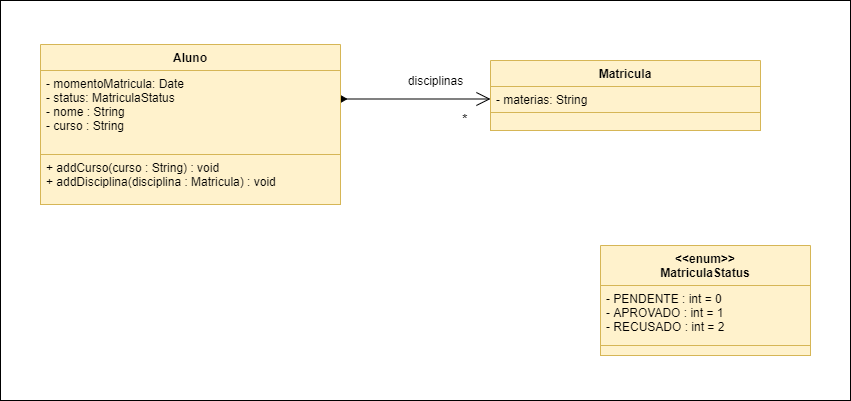 Aluno
- momentoMatricula: Date
- status: MatriculaStatus
- nome : String
- curso : String
+ addCurso(curso : String) : void
+ addDisciplina(disciplina : Matricula) : void
disciplinas
*
Matricula
- materias: String
<<enum>>
MatriculaStatus
- PENDENTE : int = 0
- APROVADO : int = 1
- RECUSADO : int = 2